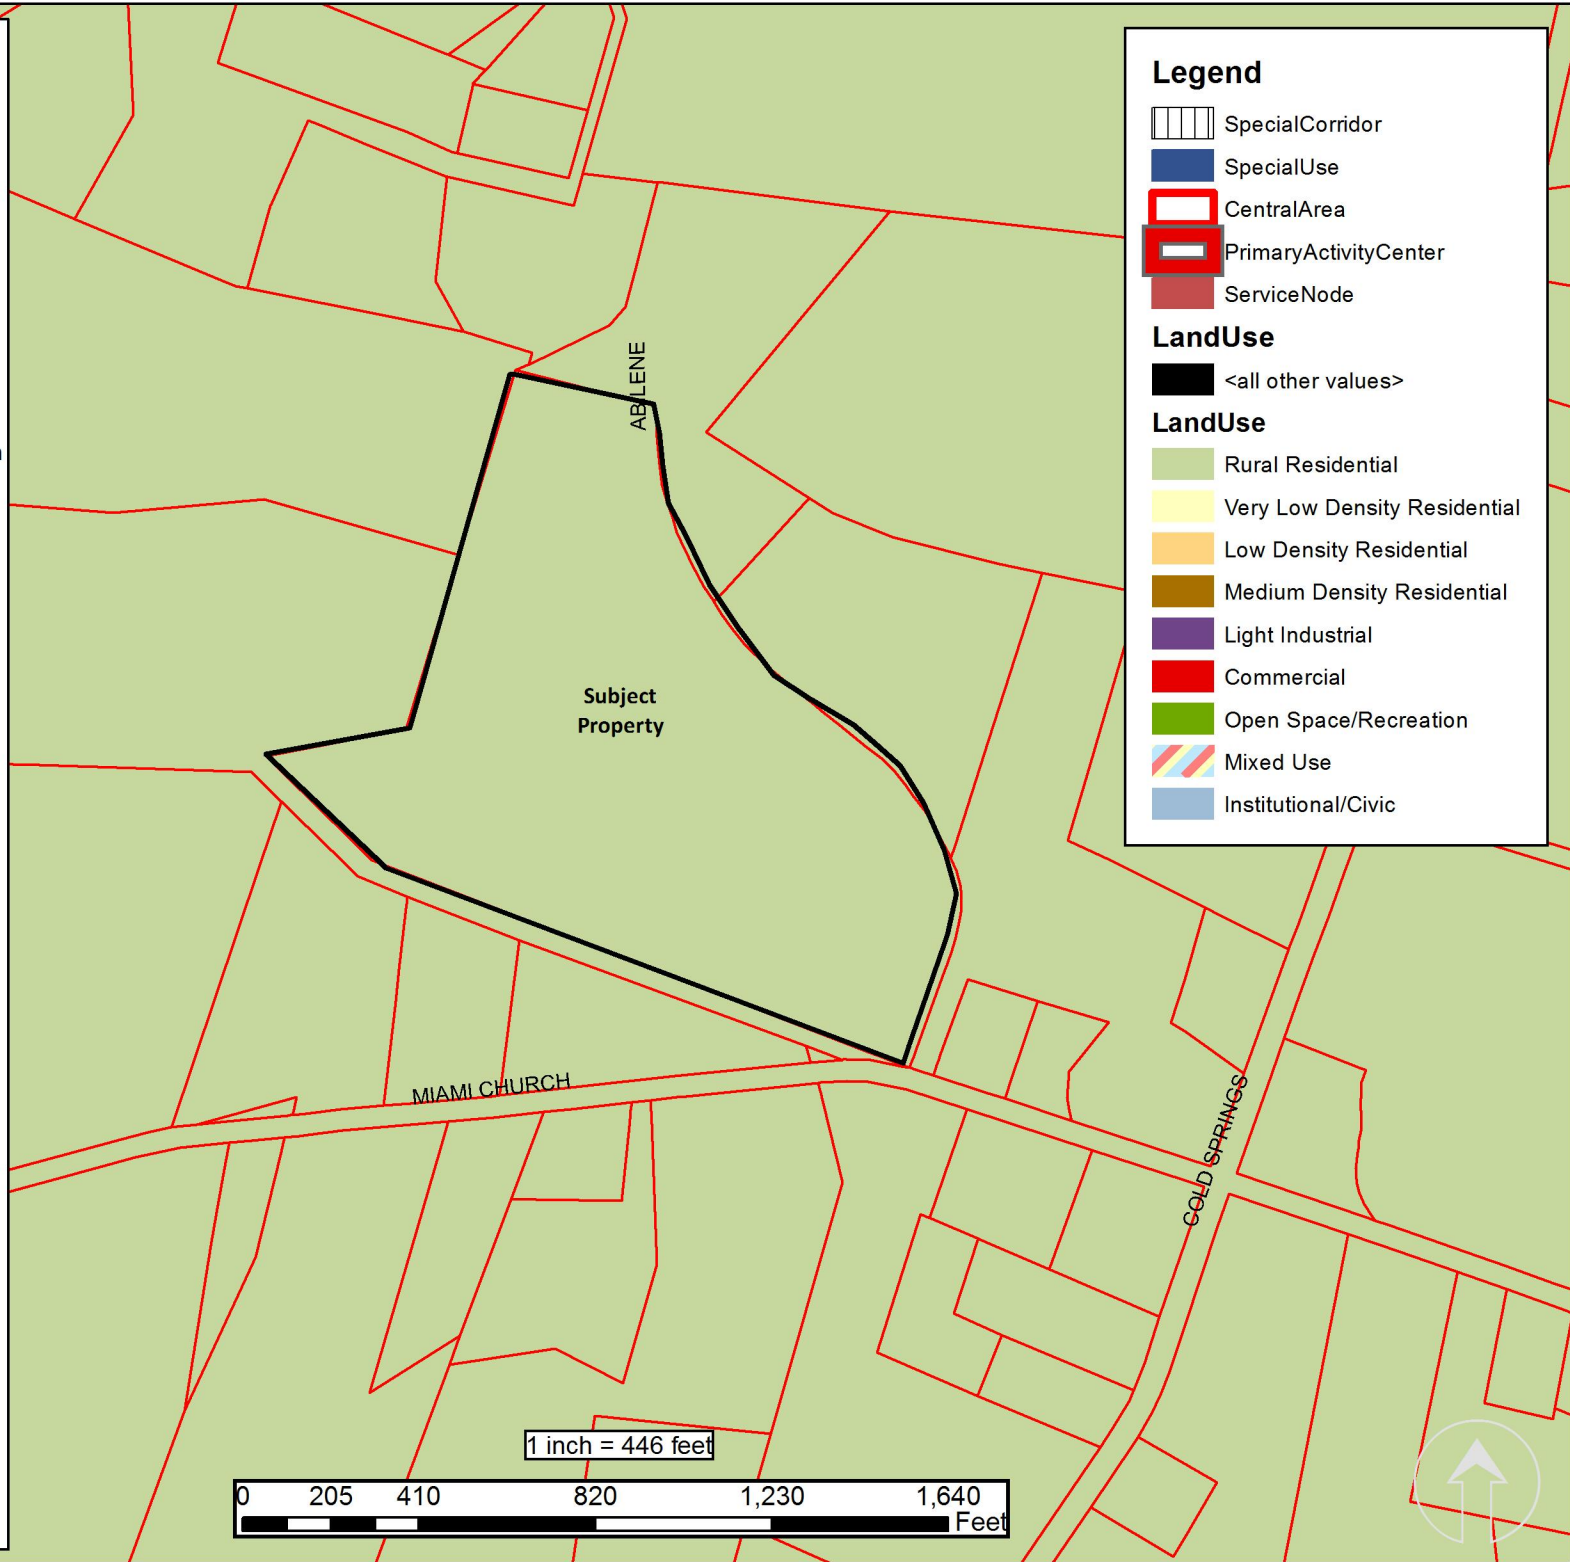 Legend
SpecialCorridor
SpecialUse
CentralArea
PrimaryActivityCenter
ServiceNode
LandUse
<all other values>
LandUse
Rural Residential
Very Low Density Residential
Low Density Residential
Medium Density Residential
Light Industrial
Commercial
Open Space/Recreation
Mixed Use
Institutional/Civic
ABILENE
Subject
Property
MIAMI CHURCH
COLD SPRINGS
1 inch = 446 feet
0 205 410 820 1,230 1,640
Feet